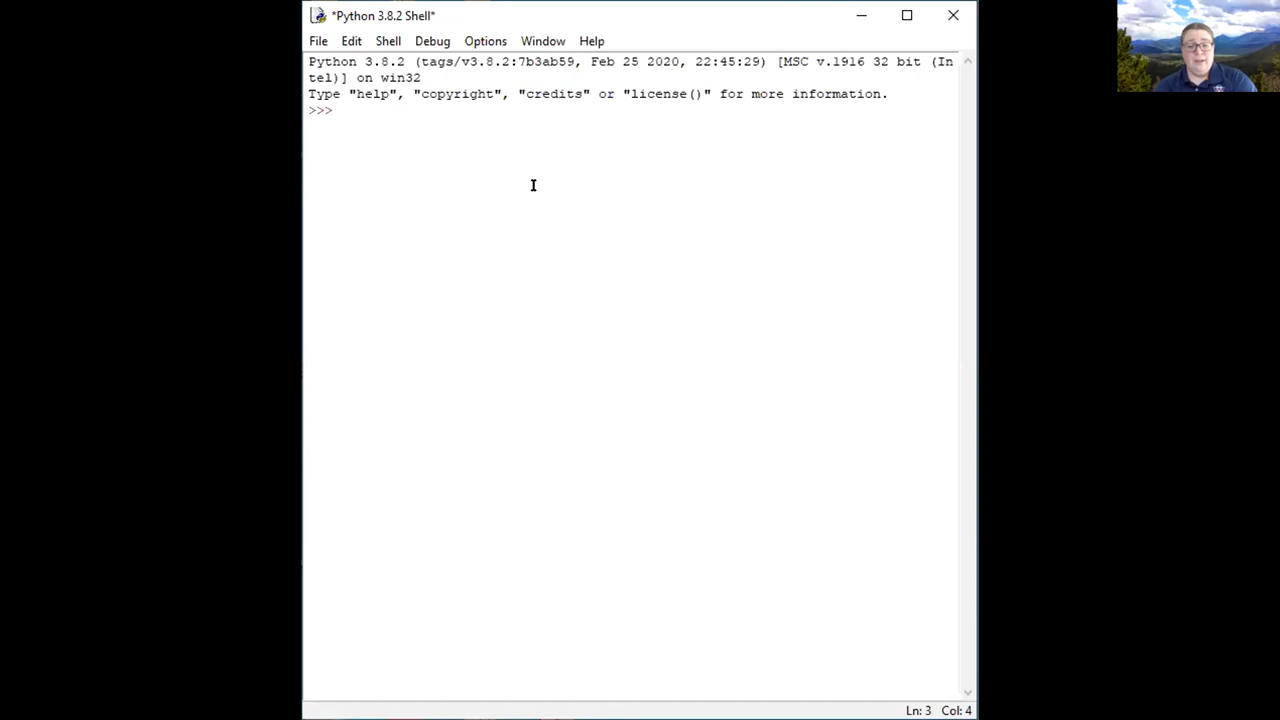 *Python 3.8.2 Shell*
File Edit Shell Debug Options Window Help
Python 3.8.2 (tags/v3.8.2:7b3ab59, Feb 25 2020, 22:45:29) [MSC v.1916 32 bit (In
tel)] on win32
Type "help", "copyright", "credits" or "license()" for more information.
>>>
Ln: 3 Col: 4